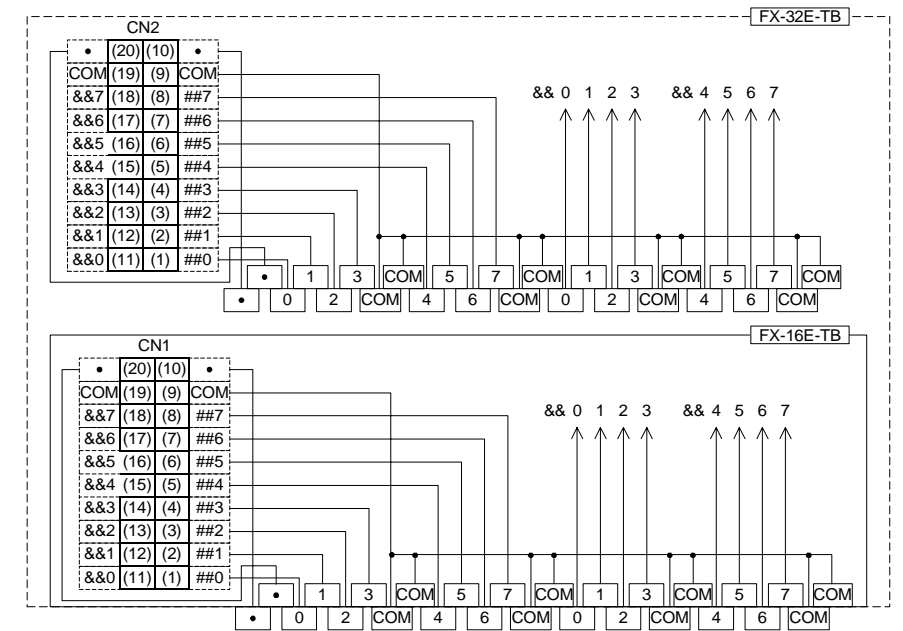 FX-32E-TB
CN2
• (20) (10) •
COM (19) (9) COM
&&7 (18) (8) ##7
&&6 (17) (7) ##6
&&5 (16) (6) ##5
&&4 (15) (5) ##4
&&3 (14) (4) ##3
&&2 (13) (3) ##2
&&1 (12) (2) ##1
&&0 (11) (1) ##0
&& 0 1 2 3 && 4 5 6 7
• 1 3 COM 5 7 COM 1 3 COM 5 7 COM
• 0 2 COM 4 6 COM 0 2 COM 4 6 COM
FX-16E-TB
CN1
• (20) (10) •
COM (19) (9) COM
&&7 (18) (8) ##7
&&6 (17) (7) ##6
&&5 (16) (6) ##5
&&4 (15) (5) ##4
&&3 (14) (4) ##3
&&2 (13) (3) ##2
&&1 (12) (2) ##1
&&0 (11) (1) ##0
&& 0 1 2 3 && 4 5 6 7
• 1 3 COM 5 7 COM 1 3 COM 5 7 COM
• 0 2 COM 4 6 COM 0 2 COM 4 6 COM